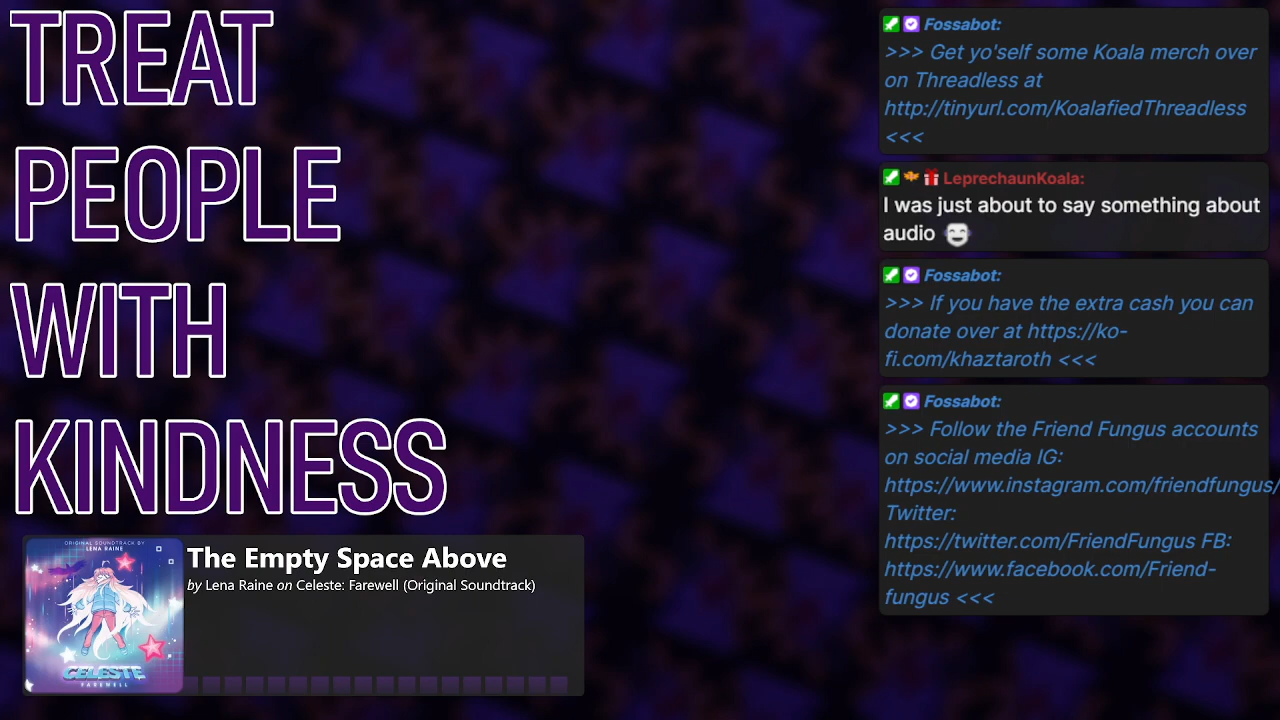 TREAT
PEOPLE
WITH
KINDNESS
ORIGINAL SOUNDTRACK BY
LENA RAINE
CELESTE
FAREWELL
The Empty Space Above
by Lena Raine on Celeste: Farewell (Original Soundtrack)
Fossabot:
>>> Get yo'self some Koala merch over
on Threadless at
http://tinyurl.com/KoalafiedThreadless
<<<
LeprechaunKoala:
I was just about to say something about
audio
Fossabot:
>>> If you have the extra cash you can
donate over at https://ko-
fi.com/khaztaroth <<<
Fossabot:
>>> Follow the Friend Fungus accounts
on social media IG:
https://www.instagram.com/friendfungus/
Twitter:
https://twitter.com/FriendFungus FB:
https://www.facebook.com/Friend-
fungus <<<